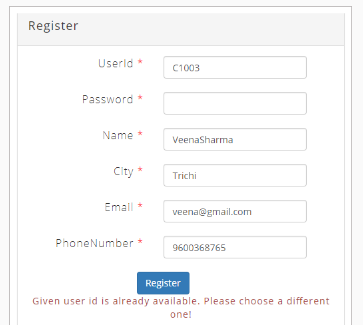 Register
UserId *
C1003
Password *
Name *
VeenaSharma
City *
Trichi
Email *
veena@gmail.com
PhoneNumber *
9600368765
Register
Given user id is already available. Please choose a different
one!